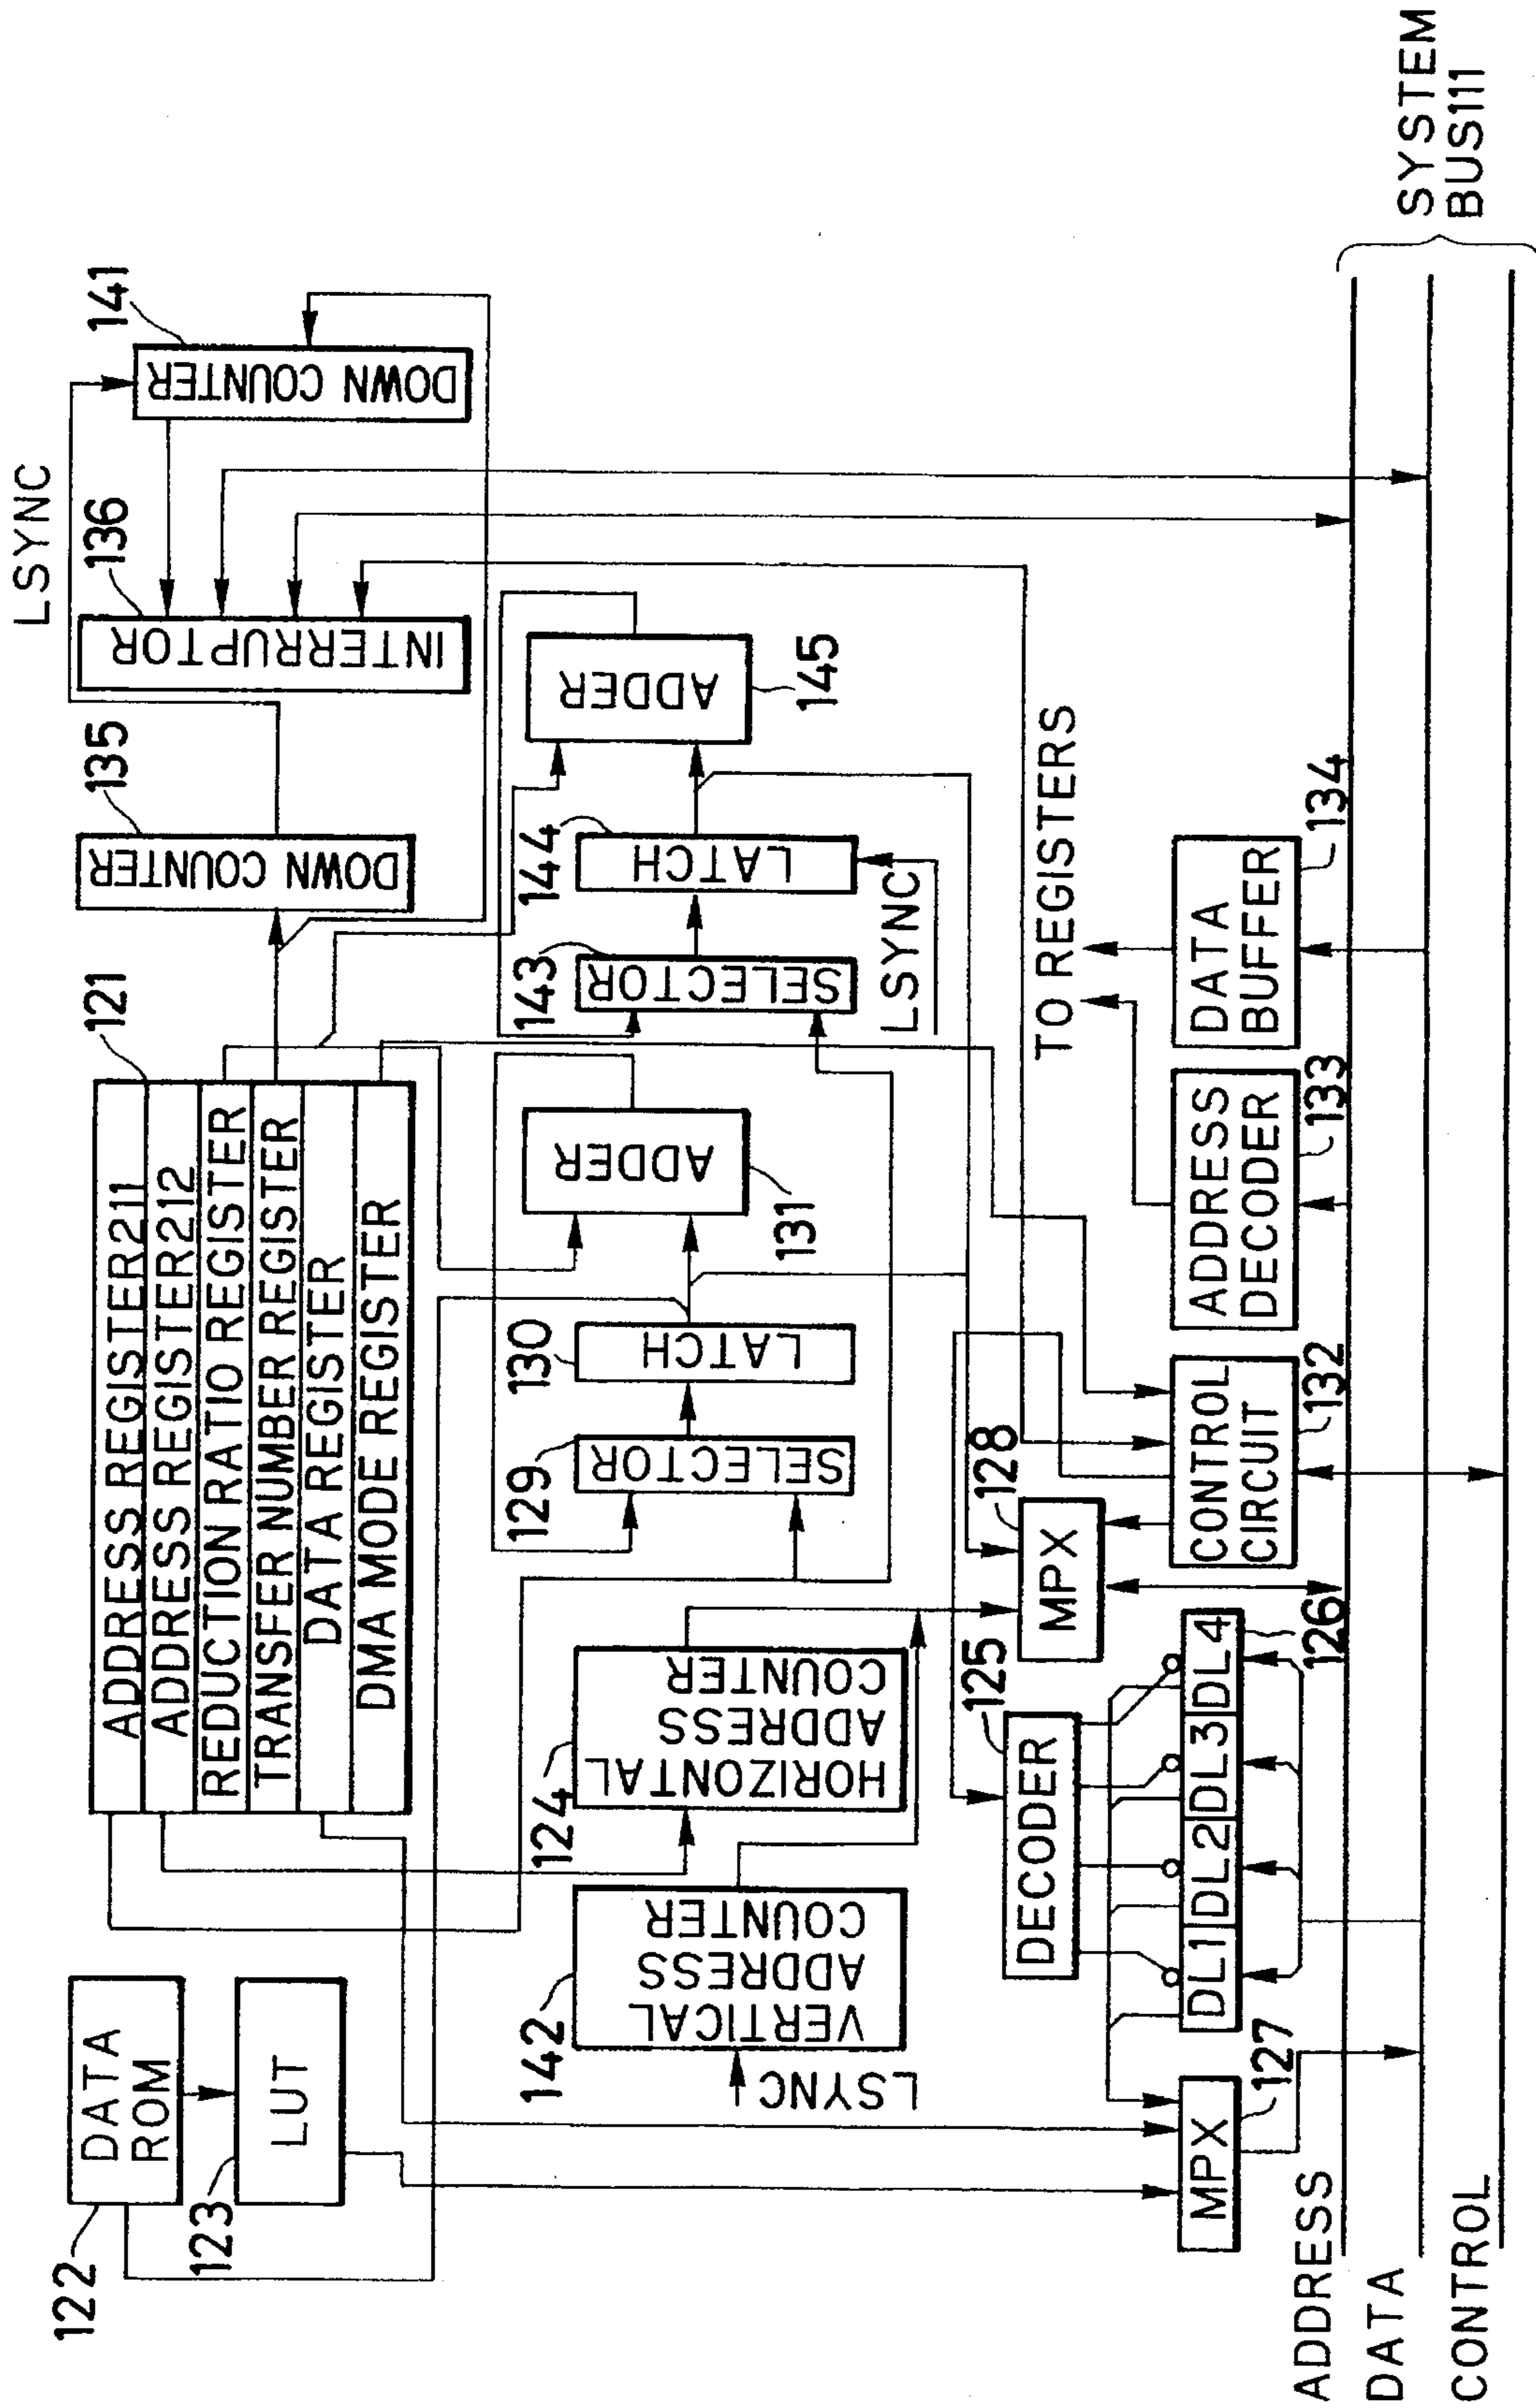 LSYNC
122
DATA
ROM
123
LUT
121
ADDRESS REGISTER211
ADDRESS REGISTER212
REDUCTION RATIO REGISTER
TRANSFER NUMBER REGISTER
DATA REGISTER
DMA MODE REGISTER
135
DOWN COUNTER
136
INTERRUPTOR
141
DOWN COUNTER
142
VERTICAL
ADDRESS
COUNTER
LSYNC
124
HORIZONTAL
ADDRESS
COUNTER
129
SELECTOR
130
LATCH
ADDER
131
143
SELECTOR
144
LATCH
LSYNC
ADDER
145
MPX
127
125
DECODER
DL1
DL2
DL3
DL4
126
128
MPX
CONTROL
CIRCUIT
132
ADDRESS
DECODER
133
TO REGISTERS
DATA
BUFFER
134
ADDRESS
DATA
CONTROL
SYSTEM
BUS111